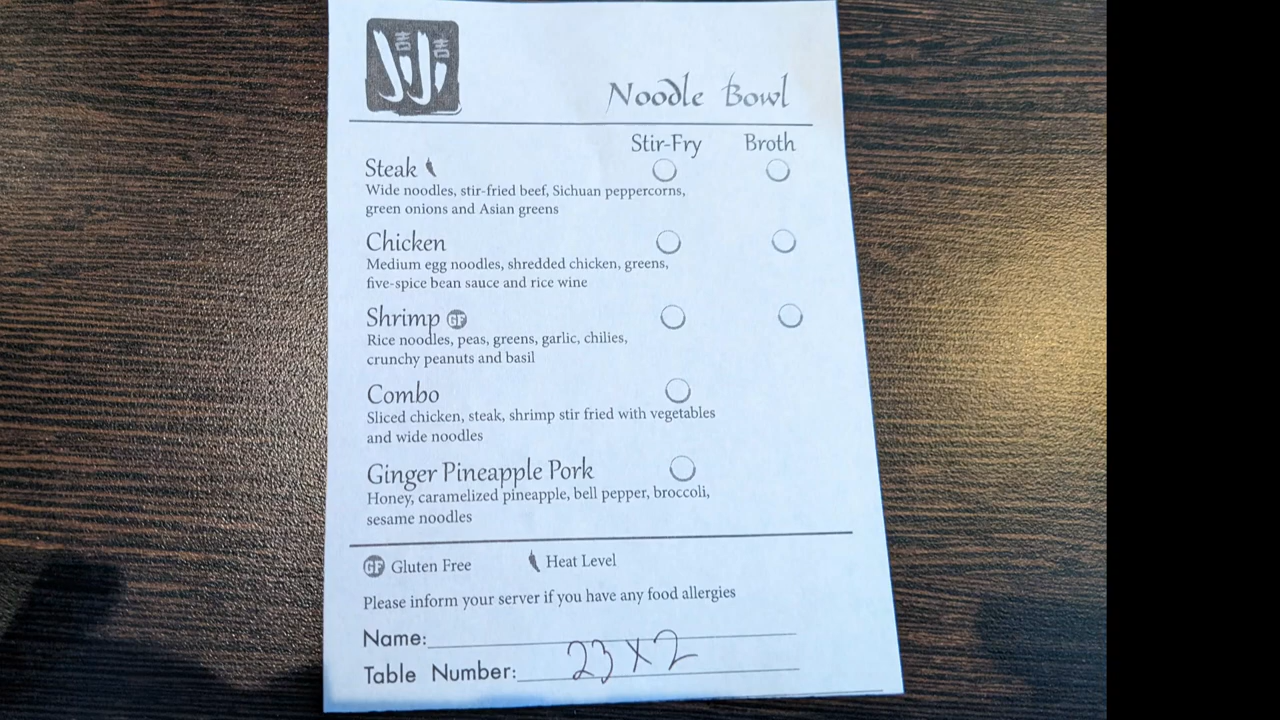 JiJi 吉 吉
Noodle Bowl
Stir-Fry Broth
Steak
Wide noodles, stir-fried beef, Sichuan peppercorns,
green onions and Asian greens
Chicken
Medium egg noodles, shredded chicken, greens,
five-spice bean sauce and rice wine
Shrimp GF
Rice noodles, peas, greens, garlic, chilies,
crunchy peanuts and basil
Combo
Sliced chicken, steak, shrimp stir fried with vegetables
and wide noodles
Ginger Pineapple Pork
Honey, caramelized pineapple, bell pepper, broccoli,
sesame noodles
GF Gluten Free Heat Level
Please inform your server if you have any food allergies
Name:
Table Number: 23 x 2